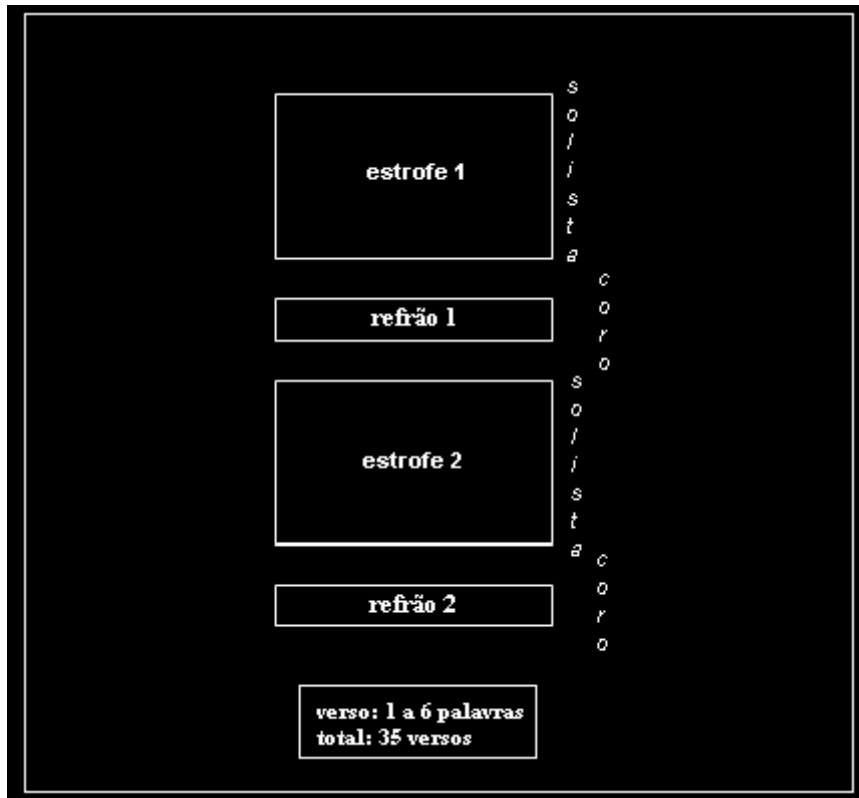 estrofe 1
solista
refrão 1
coro
estrofe 2
solista
refrão 2
coro
verso: 1 a 6 palavras
total: 35 versos